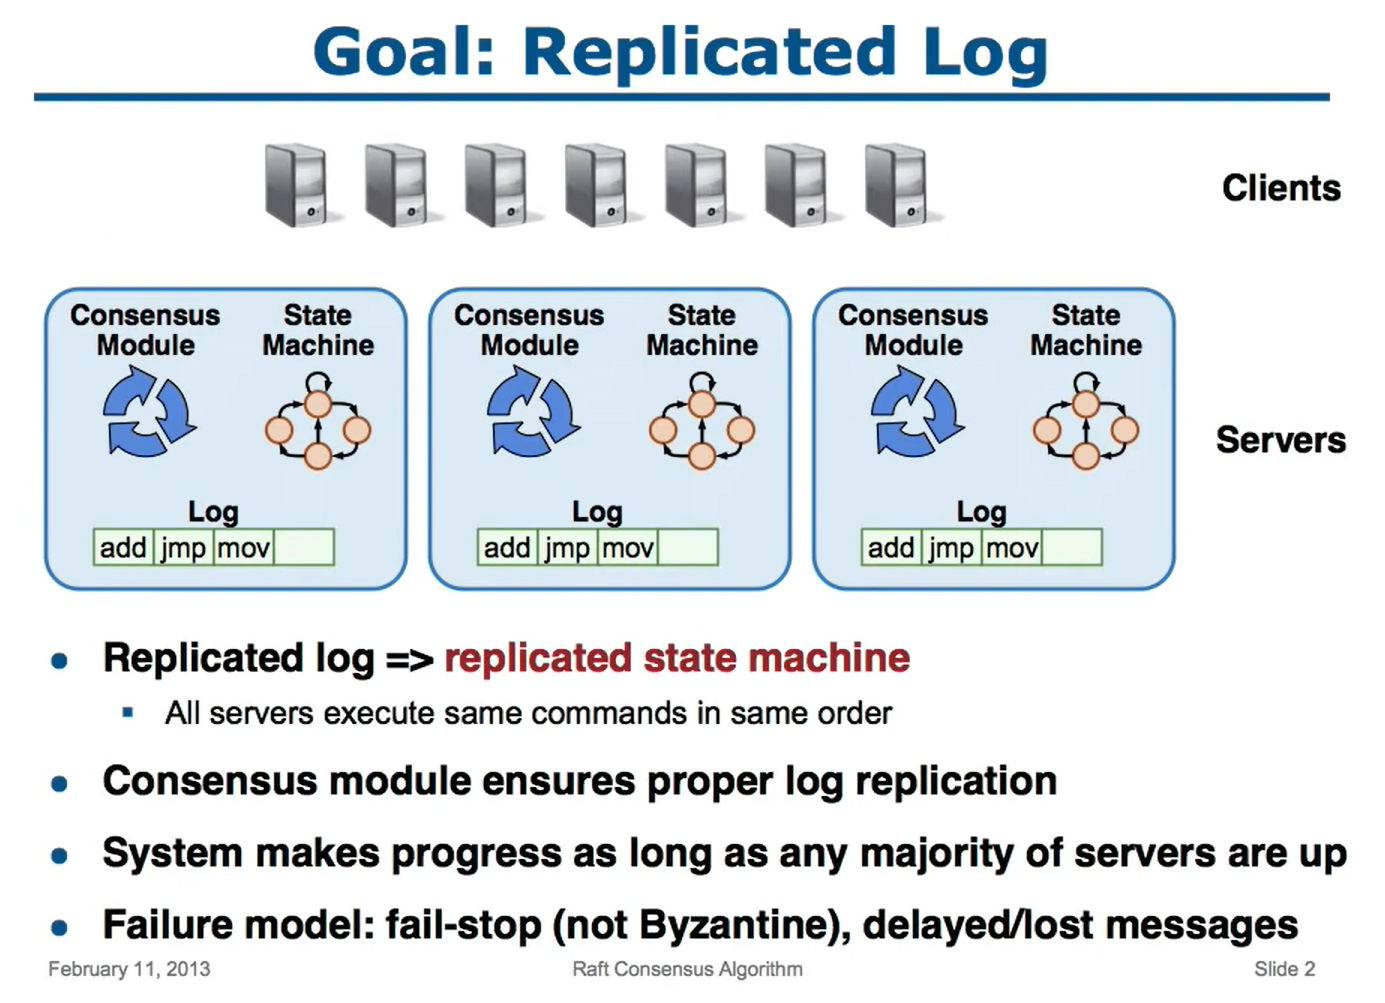 Goal: Replicated Log
Clients
Consensus Module
State Machine
Log
add jmp mov
Consensus Module
State Machine
Log
add jmp mov
Consensus Module
State Machine
Log
add jmp mov
Servers
Replicated log => replicated state machine
All servers execute same commands in same order
Consensus module ensures proper log replication
System makes progress as long as any majority of servers are up
Failure model: fail-stop (not Byzantine), delayed/lost messages
February 11, 2013
Raft Consensus Algorithm
Slide 2